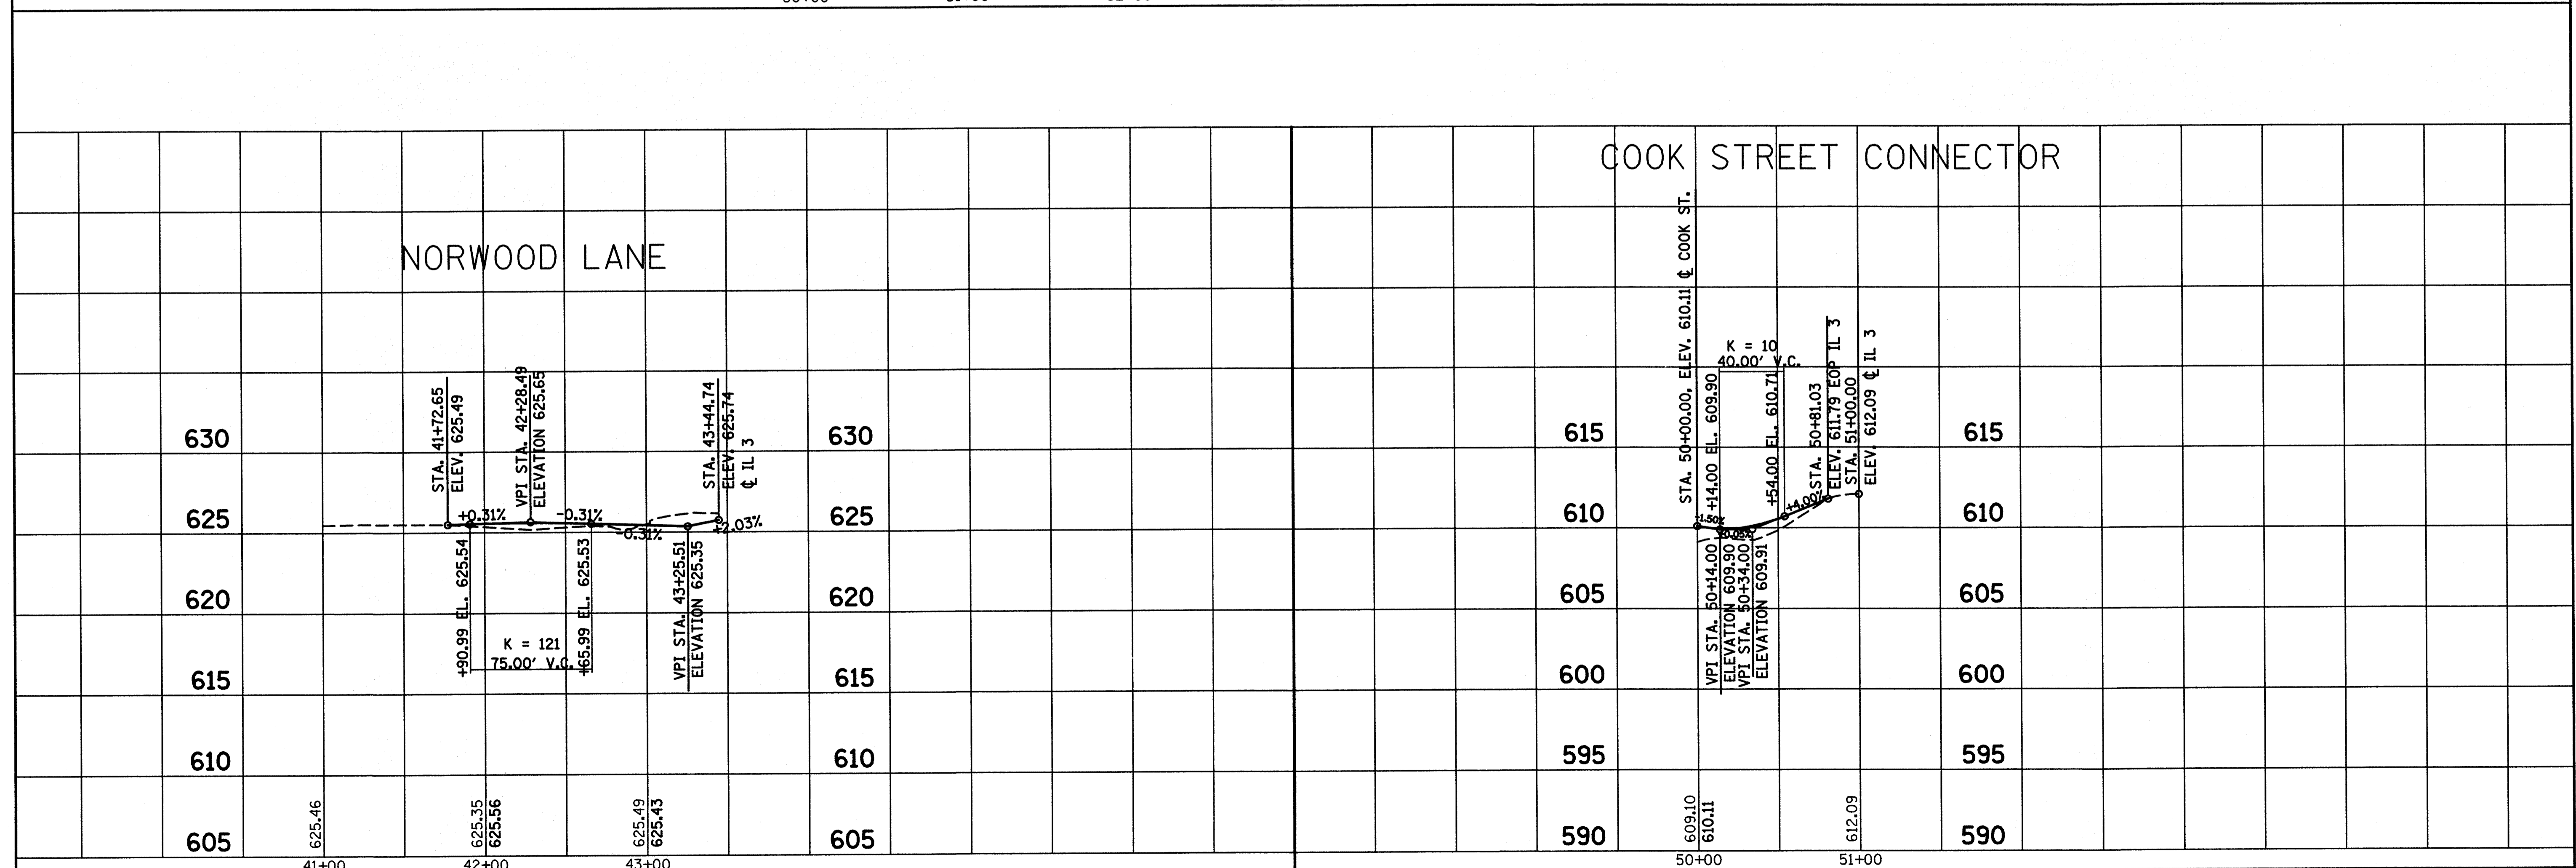 NORWOOD LANE
STA. 41+72.65
ELEV. 625.49
VPI STA. 42+28.49
ELEVATION 625.65
STA. 43+44.74
ELEV. 625.74
℄ IL 3
+0.31%
-0.31%
-0.31%
+2.03%
+90.99 EL. 625.54
K = 121
75.00' V.C.
+65.99 EL. 625.53
VPI STA. 43+25.51
ELEVATION 625.35
630
625
620
615
610
605
630
625
620
615
610
605
625.46
625.35
625.56
625.49
625.43
41+00
42+00
43+00
COOK STREET CONNECTOR
STA. 50+00.00, ELEV. 610.11 ℄ COOK ST.
+14.00 EL. 609.90
K = 10
40.00' V.C.
+54.00 EL. 610.71
STA. 50+81.03
ELEV. 611.79 EOP IL 3
STA. 51+00.00
ELEV. 612.09 ℄ IL 3
-1.50%
+4.00%
VPI STA. 50+14.00
ELEVATION 609.90
VPI STA. 50+34.00
ELEVATION 609.91
615
610
605
600
595
590
615
610
605
600
595
590
609.10
610.11
612.09
50+00
51+00